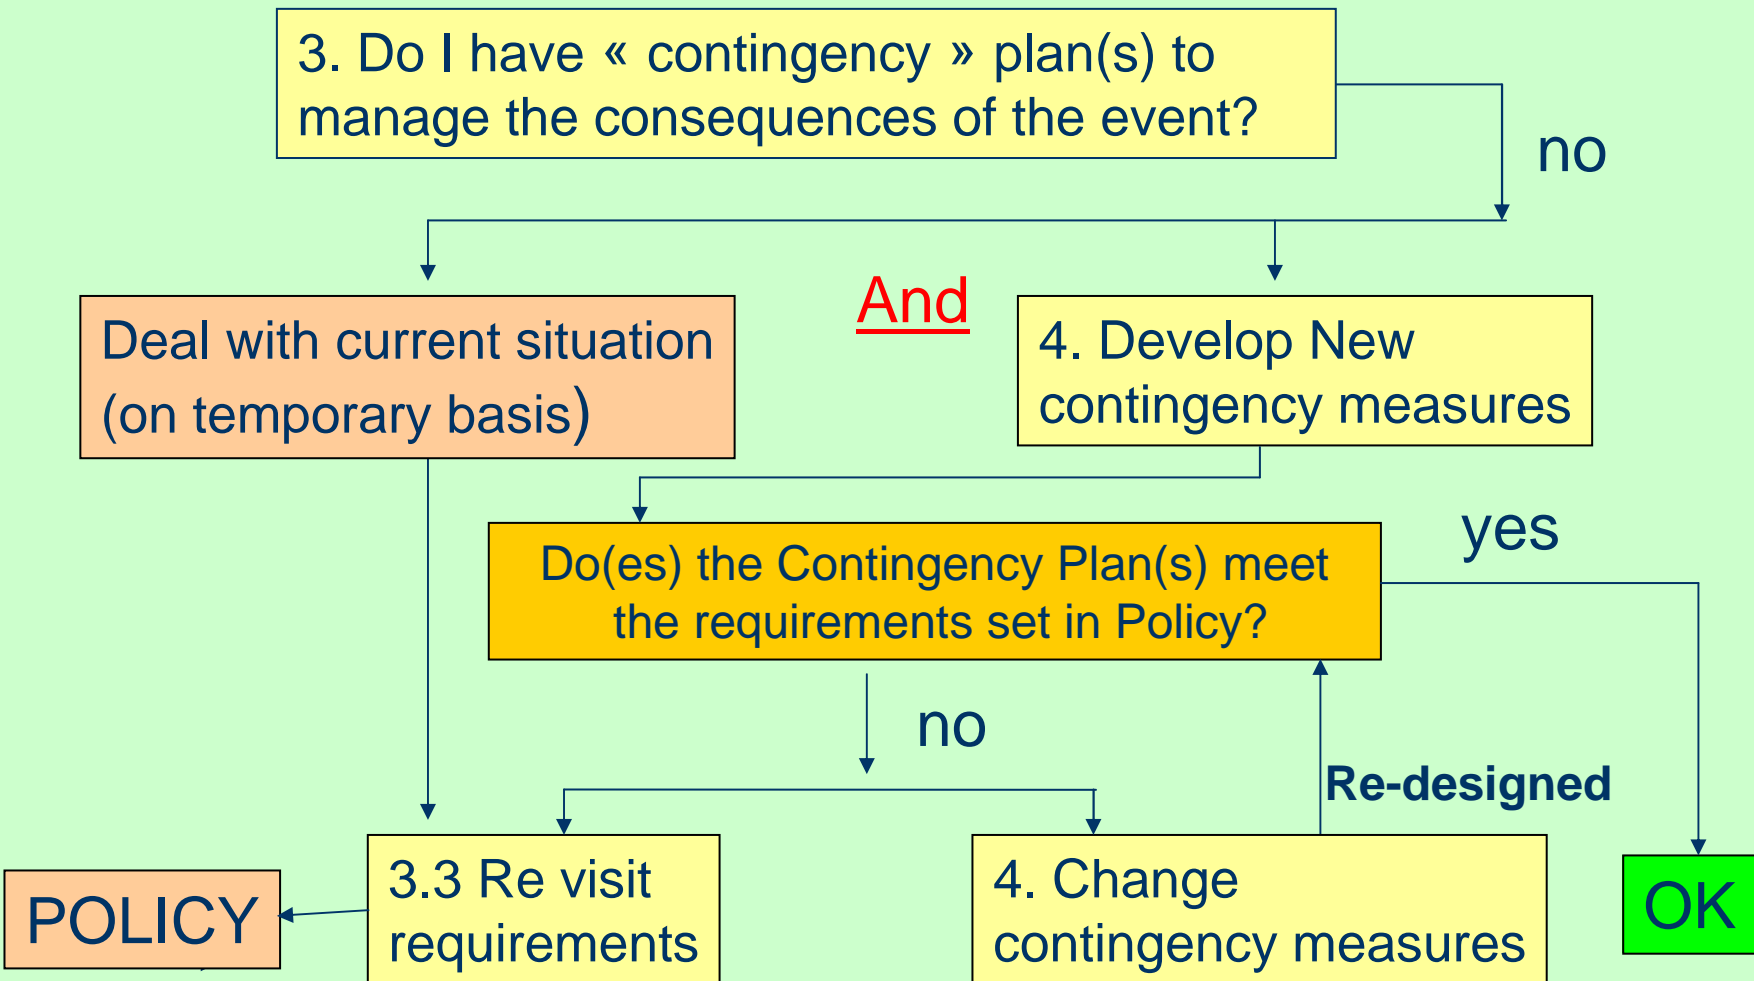 3. Do I have « contingency » plan(s) to
manage the consequences of the event?
no
And
Deal with current situation
(on temporary basis)
4. Develop New
contingency measures
Do(es) the Contingency Plan(s) meet
the requirements set in Policy?
yes
no
Re-designed
POLICY
3.3 Re visit
requirements
4. Change
contingency measures
OK